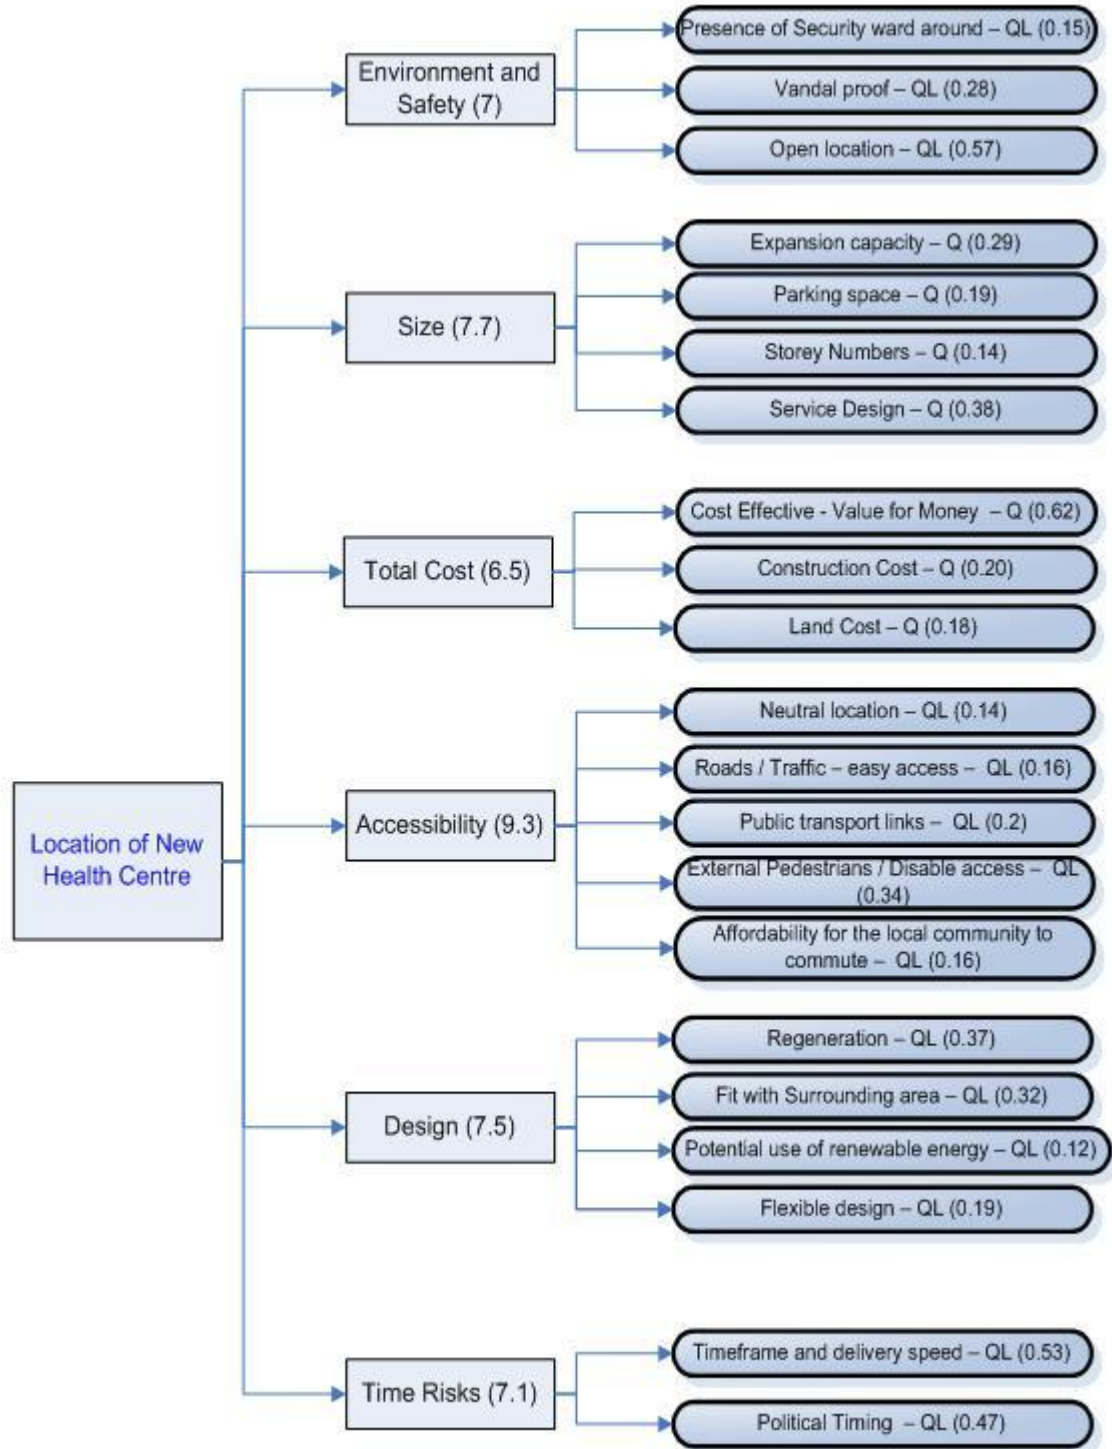 Location of New
Health Centre
Environment and
Safety (7)
Presence of Security ward around – QL (0.15)
Vandal proof – QL (0.28)
Open location – QL (0.57)
Size (7.7)
Expansion capacity – Q (0.29)
Parking space – Q (0.19)
Storey Numbers – Q (0.14)
Service Design – Q (0.38)
Total Cost (6.5)
Cost Effective - Value for Money – Q (0.62)
Construction Cost – Q (0.20)
Land Cost – Q (0.18)
Accessibility (9.3)
Neutral location – QL (0.14)
Roads / Traffic – easy access – QL (0.16)
Public transport links – QL (0.2)
External Pedestrians / Disable access – QL
(0.34)
Affordability for the local community to
commute – QL (0.16)
Design (7.5)
Regeneration – QL (0.37)
Fit with Surrounding area – QL (0.32)
Potential use of renewable energy – QL (0.12)
Flexible design – QL (0.19)
Time Risks (7.1)
Timeframe and delivery speed – QL (0.53)
Political Timing – QL (0.47)